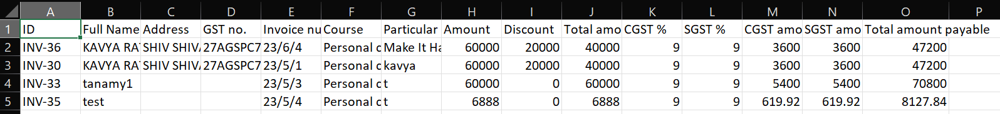 A B C D E F G H I J K L M N O P
1 ID Full Name Address GST no. Invoice nu Course Particular Amount Discount Total amo CGST % SGST % CGST amo SGST amo Total amount payable
2 INV-36 KAVYA RA SHIV SHIV 27AGSPC7 23/6/4 Personal c Make It Ha 60000 20000 40000 9 9 3600 3600 47200
3 INV-30 KAVYA RA SHIV SHIV 27AGSPC7 23/5/1 Personal c kavya 60000 20000 40000 9 9 3600 3600 47200
4 INV-33 tanamy1 23/5/3 Personal c t 60000 0 60000 9 9 5400 5400 70800
5 INV-35 test 23/5/4 Personal c t 6888 0 6888 9 9 619.92 619.92 8127.84